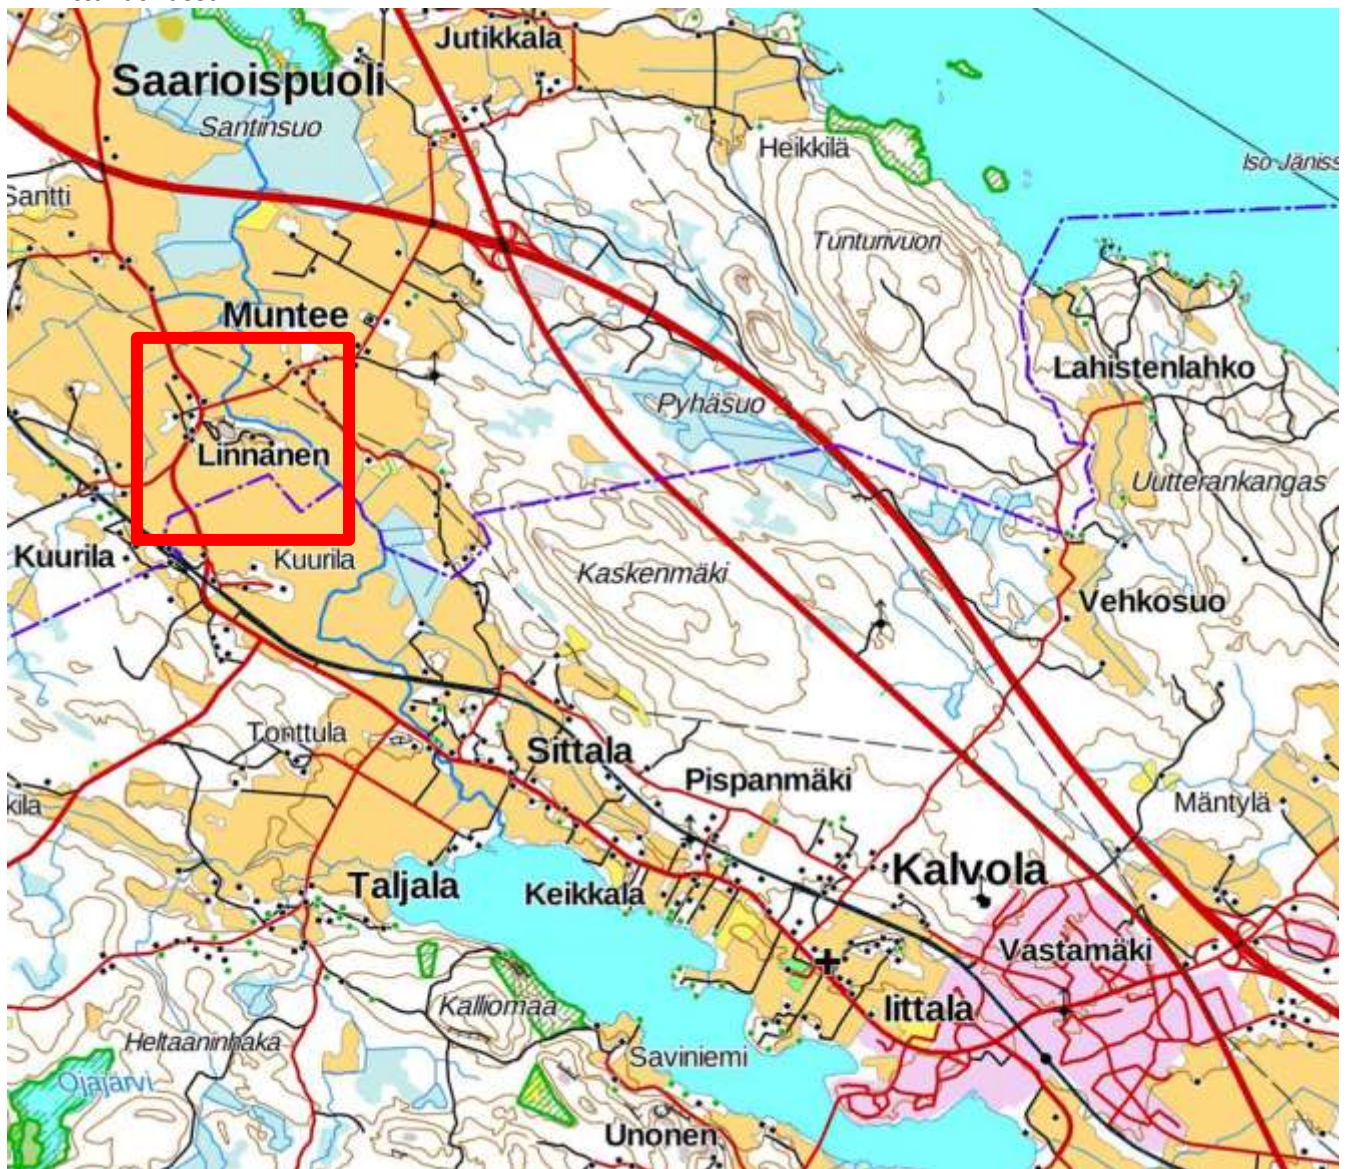 Jutikkala
Saarioispuoli
Santinsuo
Heikkilä
Iso Jäniss
Santti
Tunturivuori
Muntee
Lahistenlahko
Pyhäsuo
Linnanen
Uutterankangas
Kuurila
Kuurila
Kaskenmäki
Vehkosuo
Tonttula
Sittala
Pispanmäki
kila
Mäntylä
Kalvola
Taljala
Keikkala
Vastamäki
Kalliomaa
Iittala
Heltaaninhaka
Saviniemi
Ojajärvi
Unonen